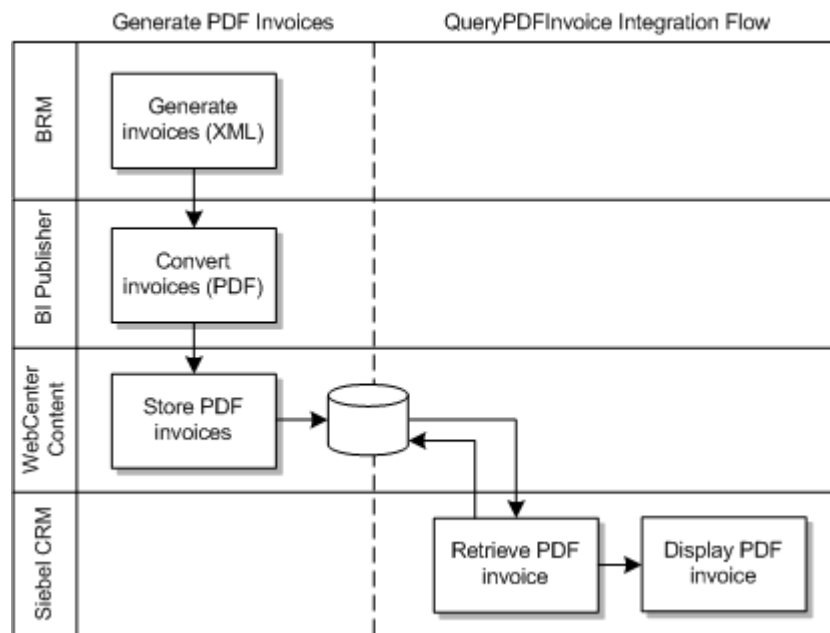 Generate PDF Invoices
QueryPDFInvoice Integration Flow
BRM
Generate
invoices (XML)
BI Publisher
Convert
invoices (PDF)
WebCenter
Content
Store PDF
invoices
Siebel CRM
Retrieve PDF
invoice
Display PDF
invoice